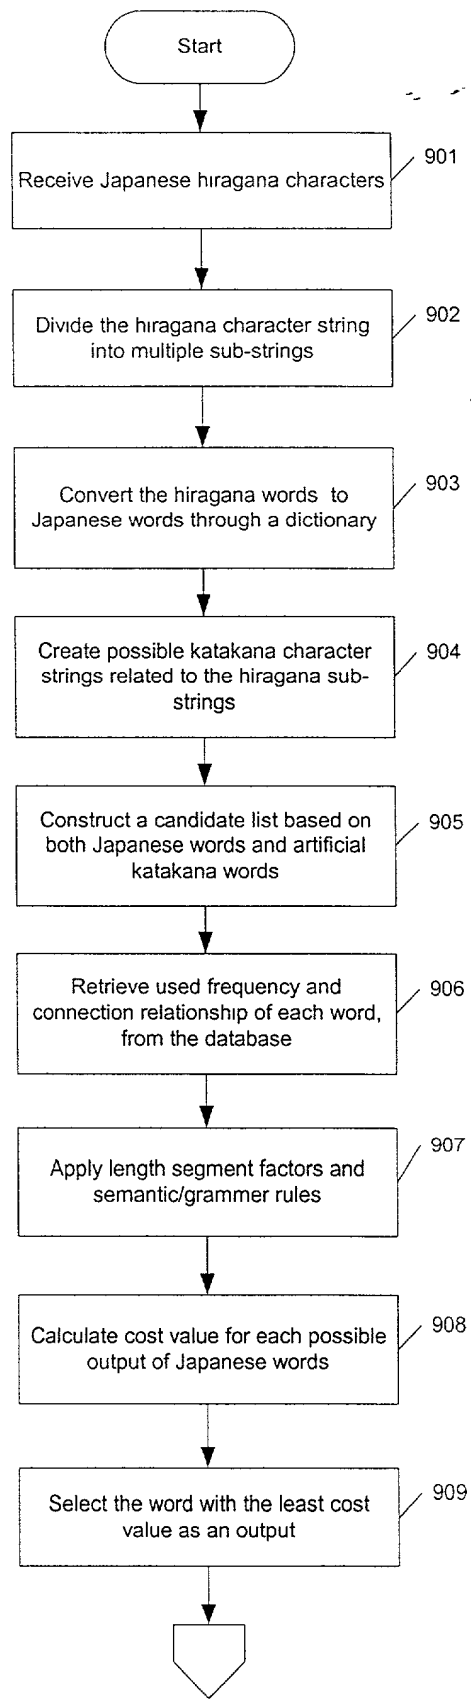 Start
901
Receive Japanese hiragana characters
902
Divide the hiragana character string
into multiple sub-strings
903
Convert the hiragana words to
Japanese words through a dictionary
904
Create possible katakana character
strings related to the hiragana sub-
strings
905
Construct a candidate list based on
both Japanese words and artificial
katakana words
906
Retrieve used frequency and
connection relationship of each word,
from the database
907
Apply length segment factors and
semantic/grammer rules
908
Calculate cost value for each possible
output of Japanese words
909
Select the word with the least cost
value as an output